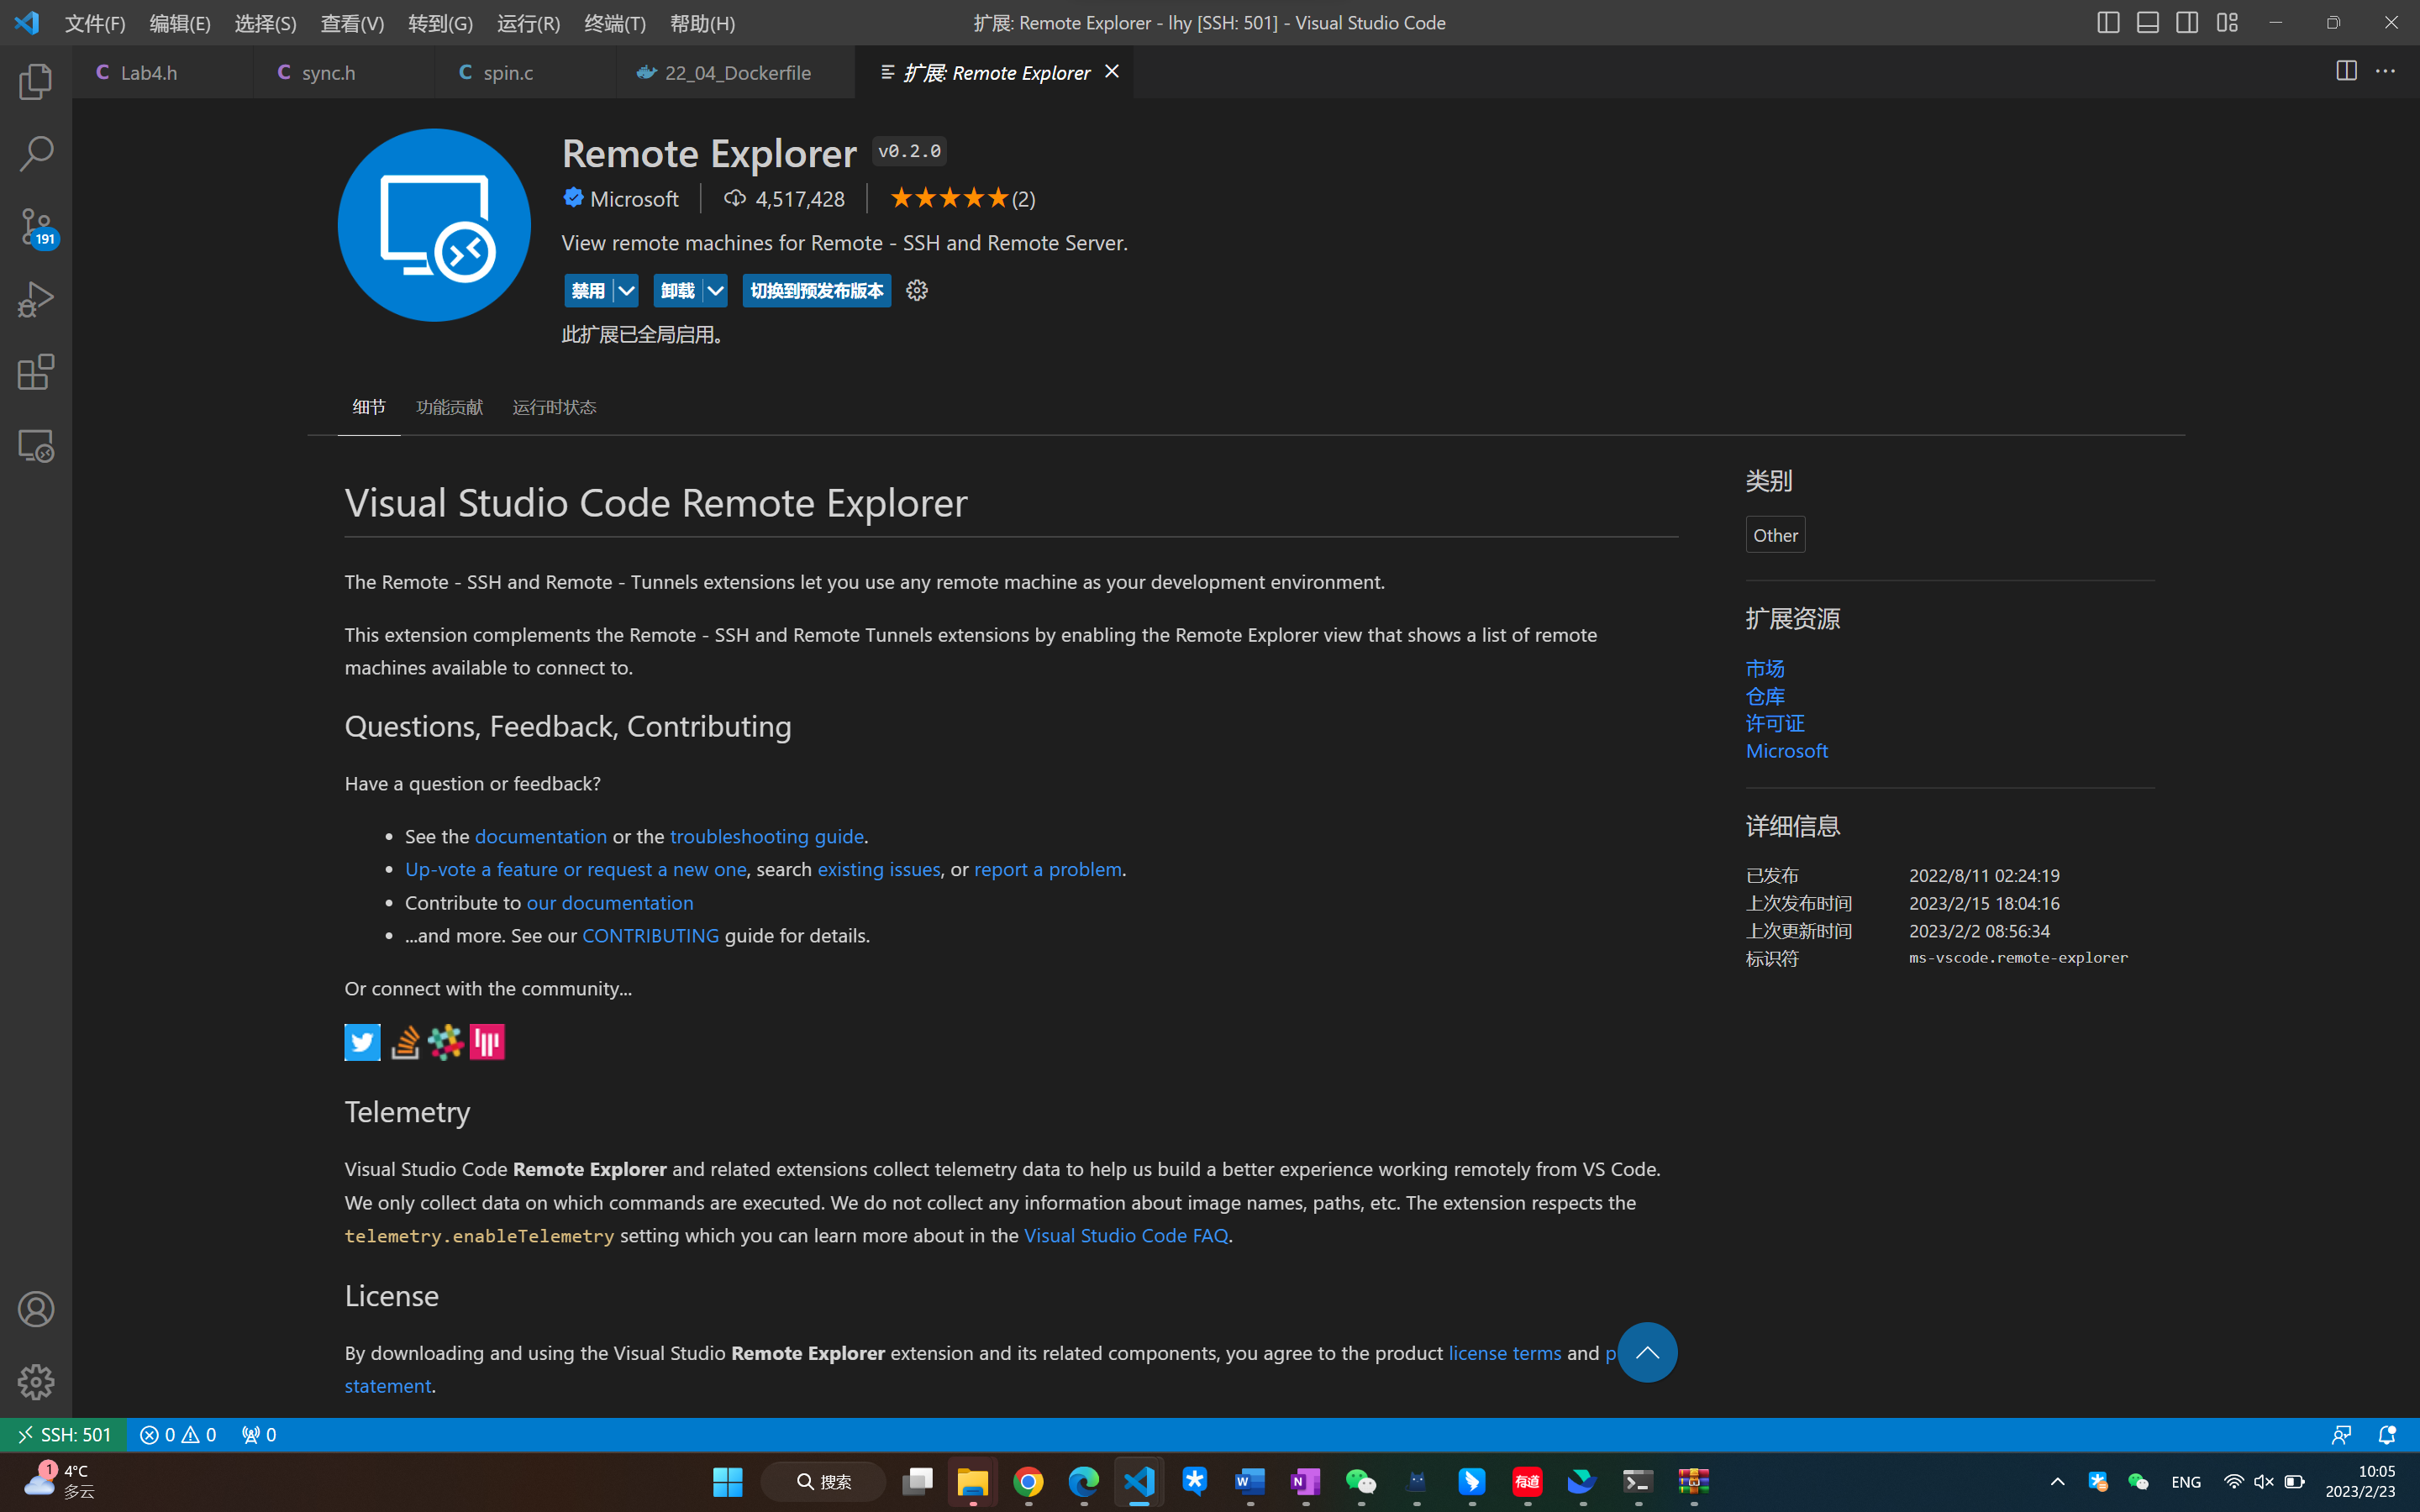 文件(F) 编辑(E) 选择(S) 查看(V) 转到(G) 运行(R) 终端(T) 帮助(H) 扩展: Remote Explorer - lhy [SSH: 501] - Visual Studio Code
C Lab4.h C sync.h C spin.c 22_04_Dockerfile 扩展: Remote Explorer
191
Remote Explorer v0.2.0
Microsoft 4,517,428 (2)
View remote machines for Remote - SSH and Remote Server.
禁用 卸载 切换到预发布版本
此扩展已全局启用。
细节 功能贡献 运行时状态
Visual Studio Code Remote Explorer
The Remote - SSH and Remote - Tunnels extensions let you use any remote machine as your development environment.
This extension complements the Remote - SSH and Remote Tunnels extensions by enabling the Remote Explorer view that shows a list of remote
machines available to connect to.
Questions, Feedback, Contributing
Have a question or feedback?
• See the documentation or the troubleshooting guide.
• Up-vote a feature or request a new one, search existing issues, or report a problem.
• Contribute to our documentation
• ...and more. See our CONTRIBUTING guide for details.
Or connect with the community...
Telemetry
Visual Studio Code Remote Explorer and related extensions collect telemetry data to help us build a better experience working remotely from VS Code.
We only collect data on which commands are executed. We do not collect any information about image names, paths, etc. The extension respects the
telemetry.enableTelemetry setting which you can learn more about in the Visual Studio Code FAQ.
License
By downloading and using the Visual Studio Remote Explorer extension and its related components, you agree to the product license terms and p
statement.
类别
Other
扩展资源
市场
仓库
许可证
Microsoft
详细信息
已发布 2022/8/11 02:24:19
上次发布时间 2023/2/15 18:04:16
上次更新时间 2023/2/2 08:56:34
标识符 ms-vscode.remote-explorer
SSH: 501 0 0 0
1 4°C
多云
搜索
有道
ENG
10:05
2023/2/23